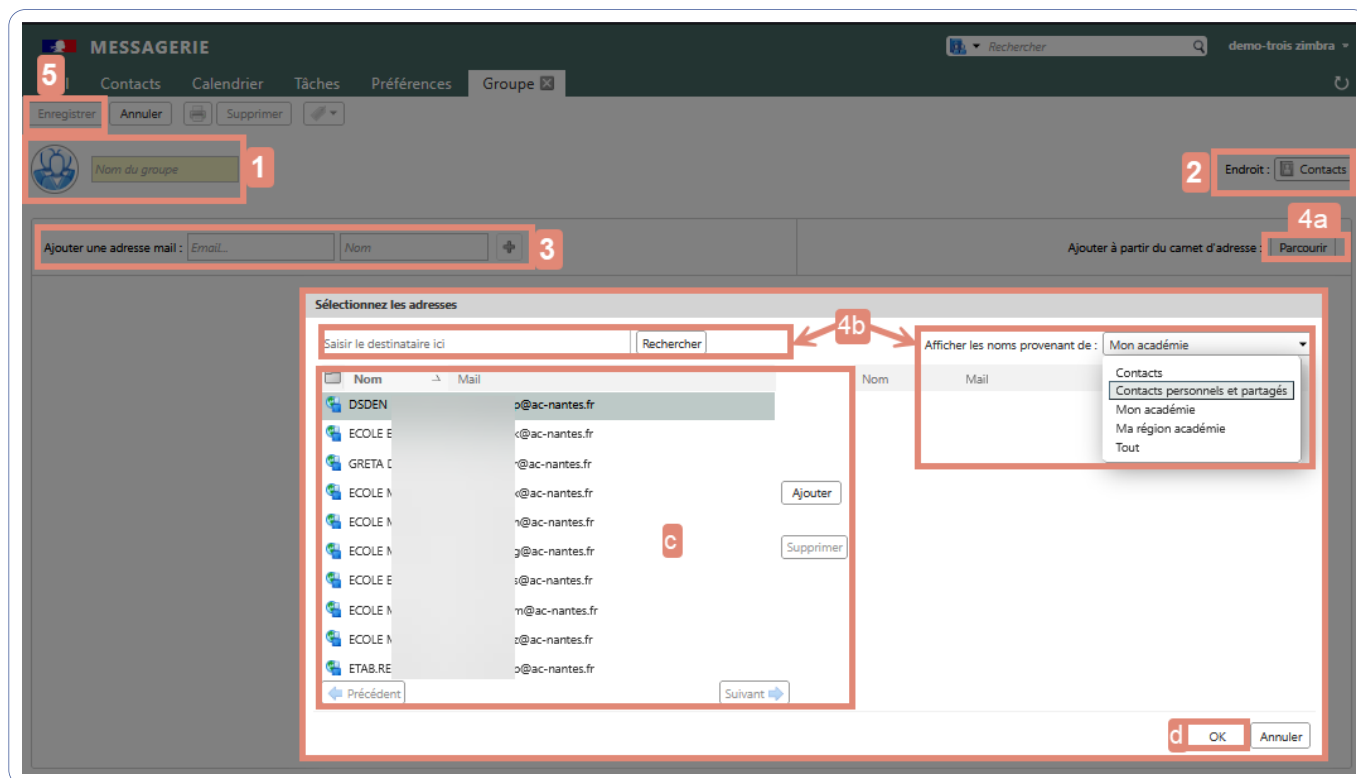 MESSAGERIE
Rechercher
demo-trois zimbra
5
Contacts Calendrier Tâches Préférences Groupe
Enregistrer Annuler Supprimer
Nom du groupe
1
2
Endroit : Contacts
4a
Ajouter une adresse mail : Email... Nom
3
Ajouter à partir du carnet d'adresse : Parcourir
Sélectionnez les adresses
4b
Saisir le destinataire ici Rechercher
Afficher les noms provenant de : Mon académie
Contacts
Contacts personnels et partagés
Mon académie
Ma région académie
Tout
Nom Mail
Nom Mail
DSDEN @ac-nantes.fr
ECOLE E @ac-nantes.fr
GRETA @ac-nantes.fr
ECOLE M @ac-nantes.fr
Ajouter
ECOLE M @ac-nantes.fr
ECOLE M g@ac-nantes.fr
c
Supprimer
ECOLE E s@ac-nantes.fr
ECOLE M m@ac-nantes.fr
ECOLE M z@ac-nantes.fr
ETAB.RE @ac-nantes.fr
Précédent Suivant
d
OK Annuler